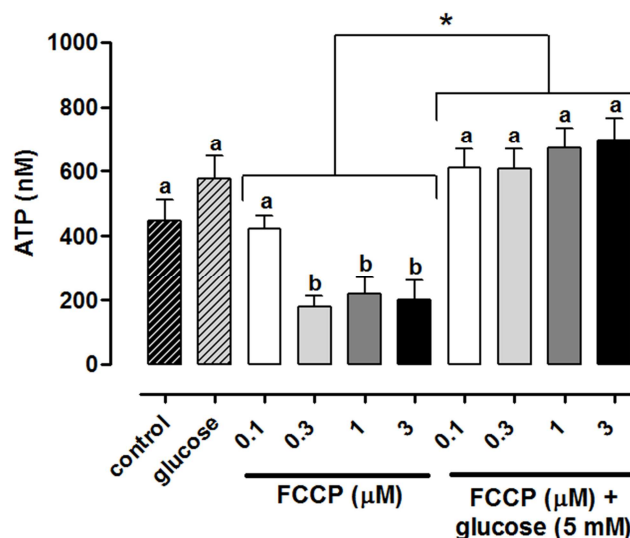 *
1000
800
600
400
200
0
ATP (nM)
a
a
a
b
b
b
a
a
a
a
control
glucose
0.1
0.3
1
3
0.1
0.3
1
3
FCCP (μM)
FCCP (μM) +
glucose (5 mM)